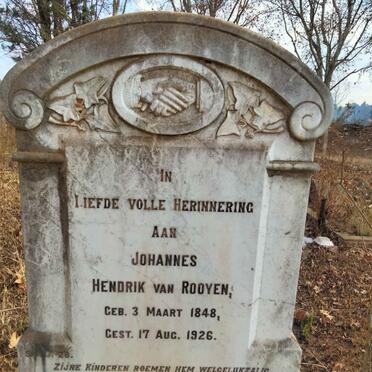 IN
LIEFDE VOLLE HERINNERING
AAN
JOHANNES
HENDRIK VAN ROOYEN,
GEB. 3 MAART 1848,
GEST. 17 AUG. 1926.
ZIJNE KINDEREN ROEMEN HEM WELGELUKZALIG